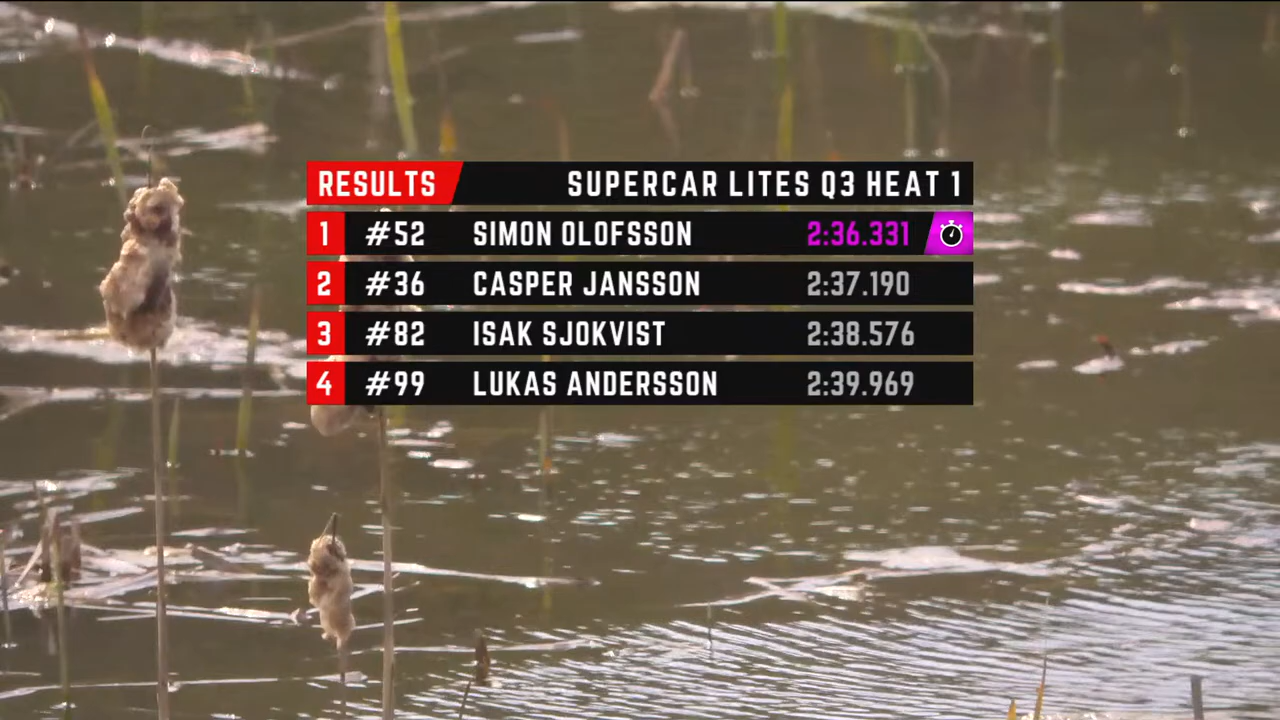 RESULTS SUPERCAR LITES Q3 HEAT 1
1 #52 SIMON OLOFSSON 2:36.331
2 #36 CASPER JANSSON 2:37.190
3 #82 ISAK SJOKVIST 2:38.576
4 #99 LUKAS ANDERSSON 2:39.969